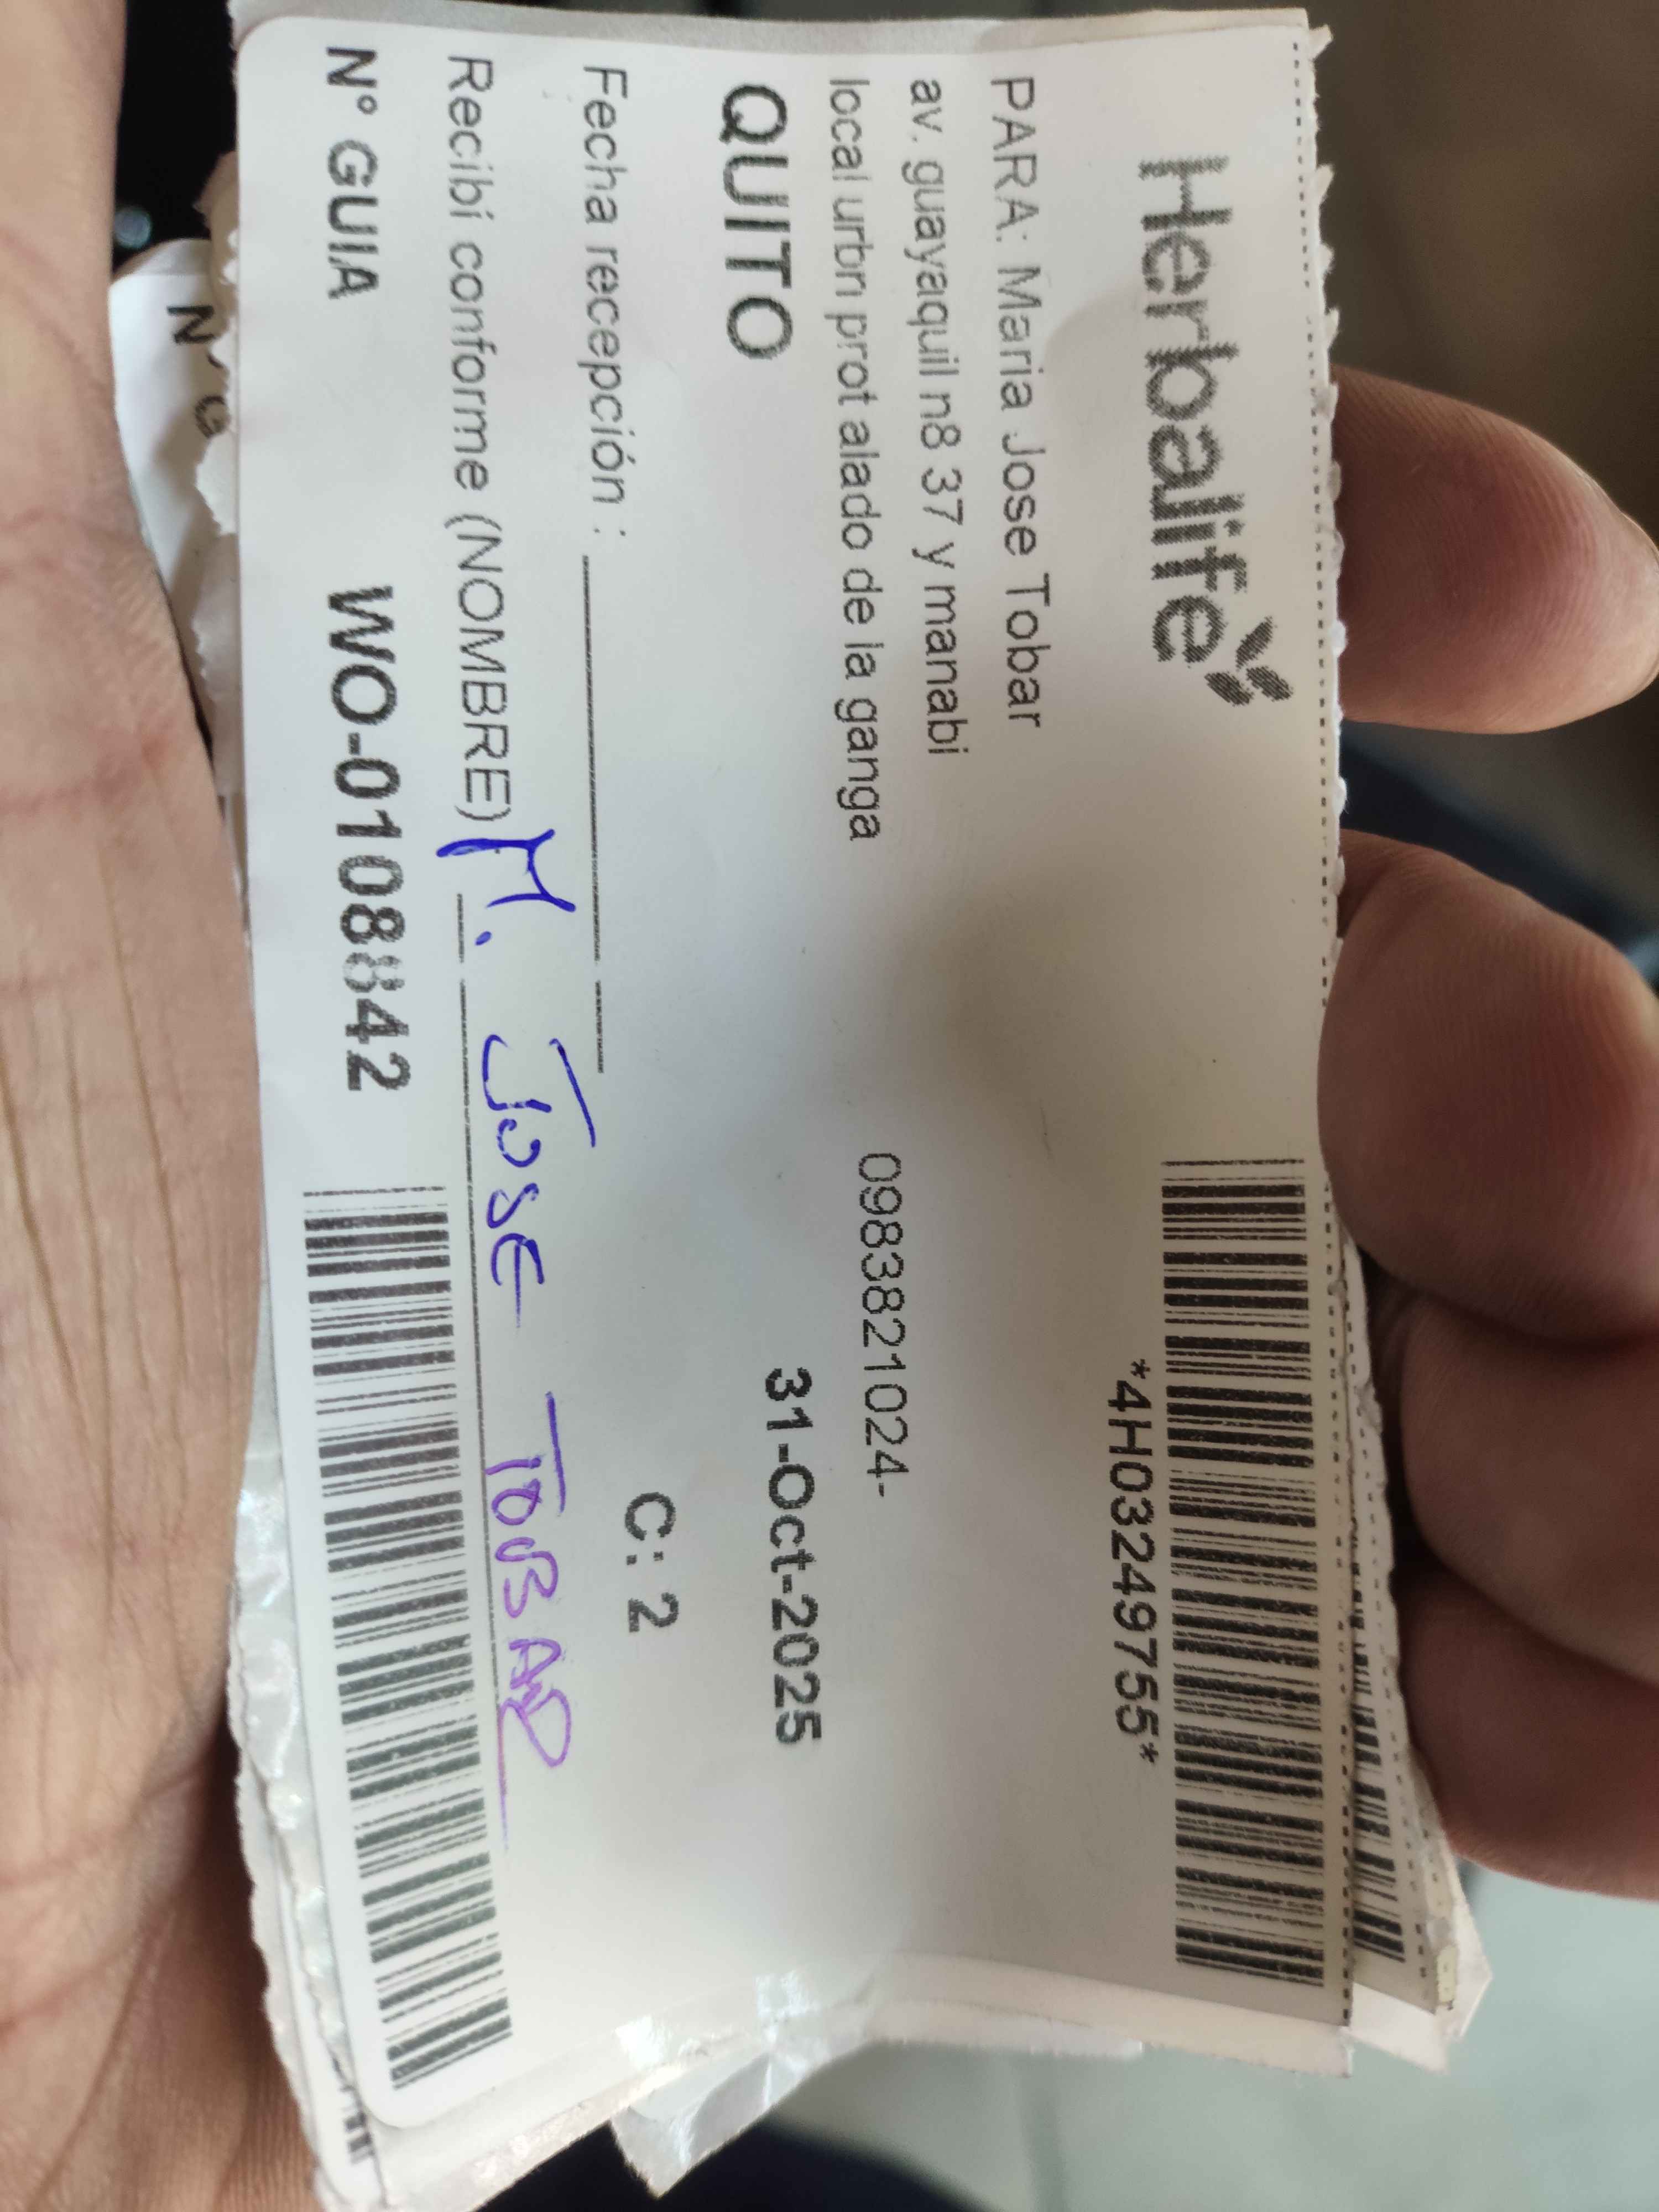 Herbalife
*4H03249755*
PARA: Maria Jose Tobar
av. guayaquil n8 37 y manabi
local urbn prot alado de la ganga
0983821024-
QUITO
31-Oct-2025
Fecha recepción :
C: 2
Recibí conforme (NOMBRE) M. JOSE TOBAR
N° GUIA WO-0108842
N° G